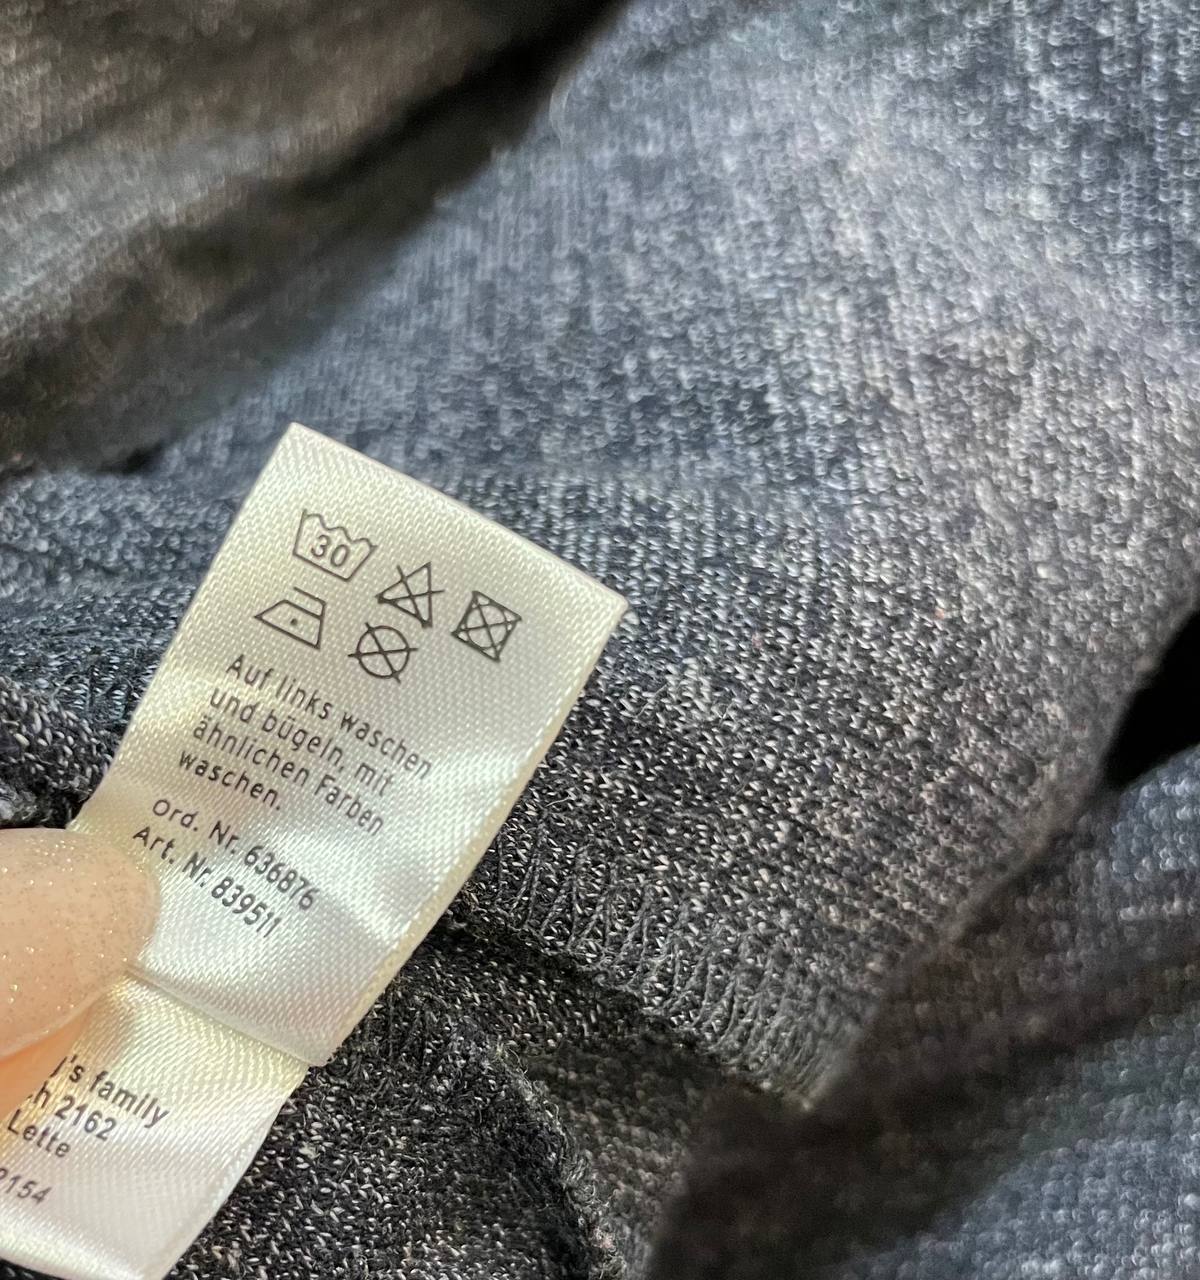 30
Auf links waschen
und bügeln, mit
ähnlichen Farben
waschen.
Ord. Nr. 636876
Art. Nr. 839511
's family
2162
Lette
154